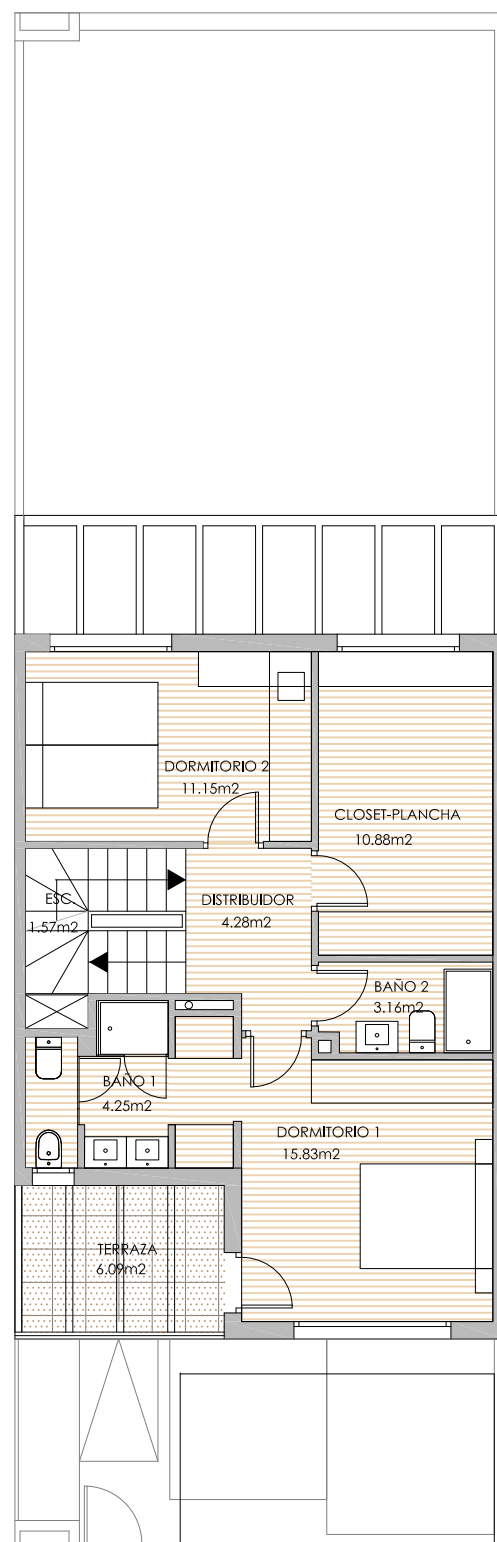 DORMITORIO 2
11.15m2
CLOSET-PLANCHA
10.88m2
ESC.
1.57m2
DISTRIBUIDOR
4.28m2
BAÑO 2
3.16m2
BAÑO 1
4.25m2
DORMITORIO 1
15.83m2
TERRAZA
6.09m2